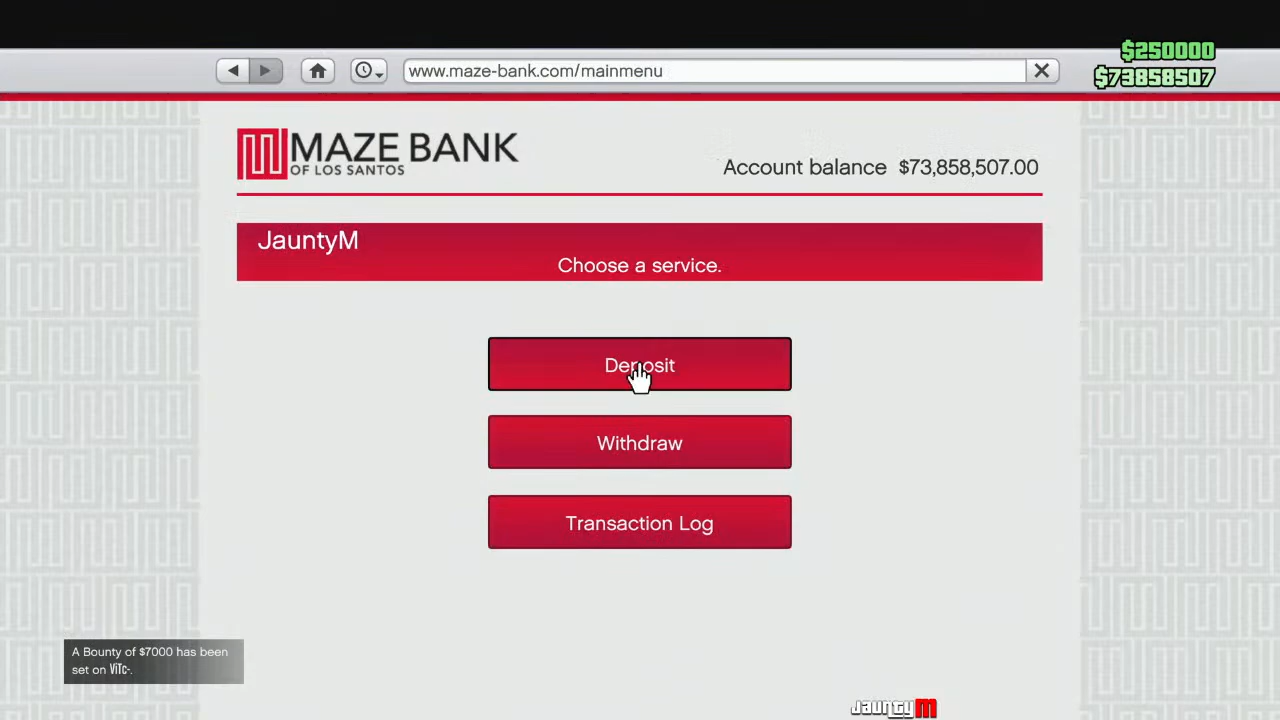 $250000
www.maze-bank.com/mainmenu
$73858507
MAZE BANK
OF LOS SANTOS
Account balance $73,858,507.00
JauntyM
Choose a service.
Deposit
Withdraw
Transaction Log
A Bounty of $7000 has been
set on ViTc-.
JauntyM